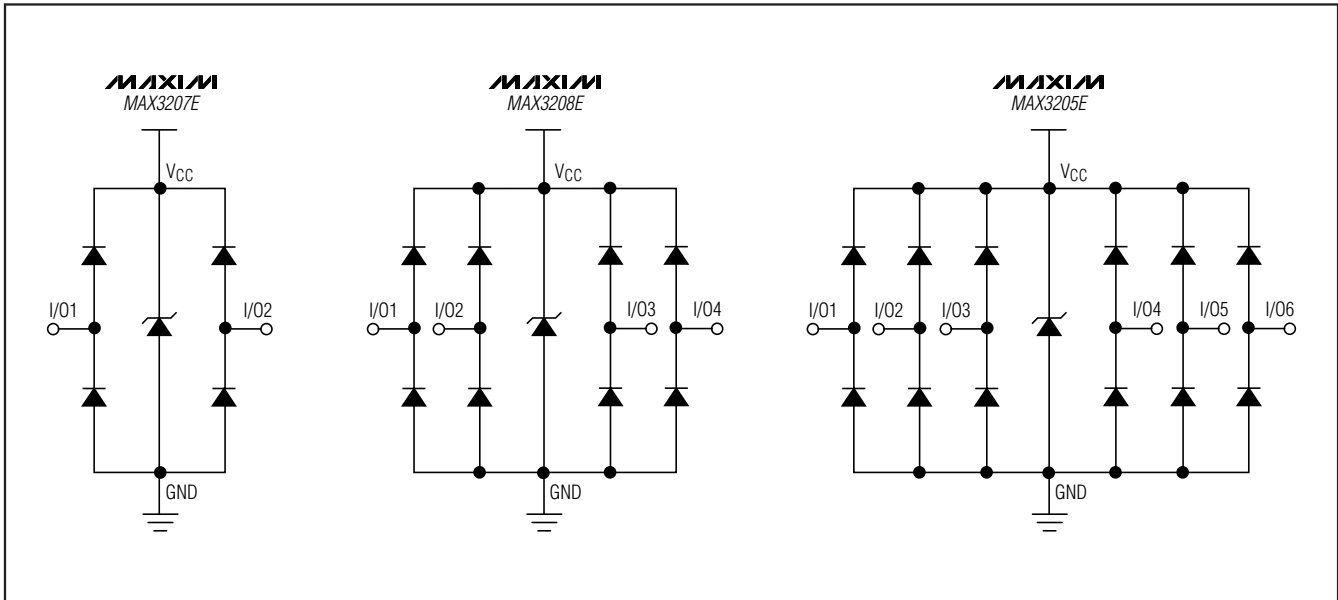 MAXIM
MAX3207E
VCC
I/O1
I/O2
GND
MAXIM
MAX3208E
VCC
I/O1
I/O2
I/O3
I/O4
GND
MAXIM
MAX3205E
VCC
I/O1
I/O2
I/O3
I/O4
I/O5
I/O6
GND